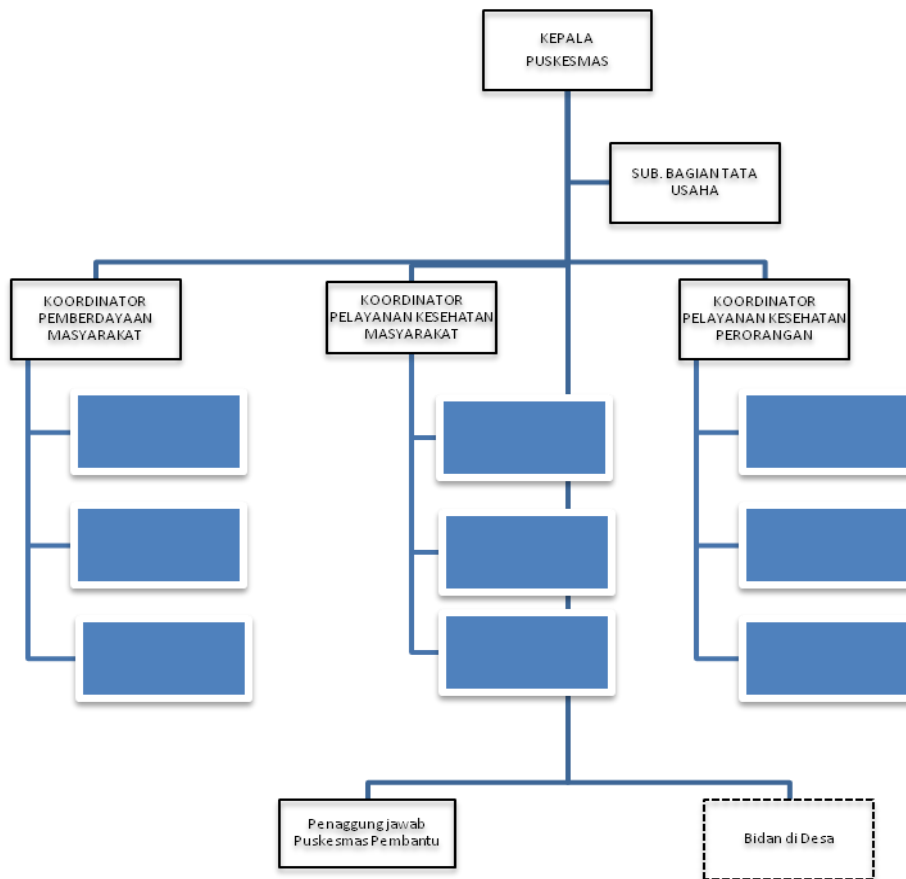 KEPALA
PUSKESMAS
SUB. BAGIAN TATA
USAHA
KOORDINATOR
PEMBERDAYAAN
MASYARAKAT
KOORDINATOR
PELAYANAN KESEHATAN
MASYARAKAT
KOORDINATOR
PELAYANAN KESEHATAN
PERORANGAN
Penaggung jawab
Puskesmas Pembantu
Bidan di Desa